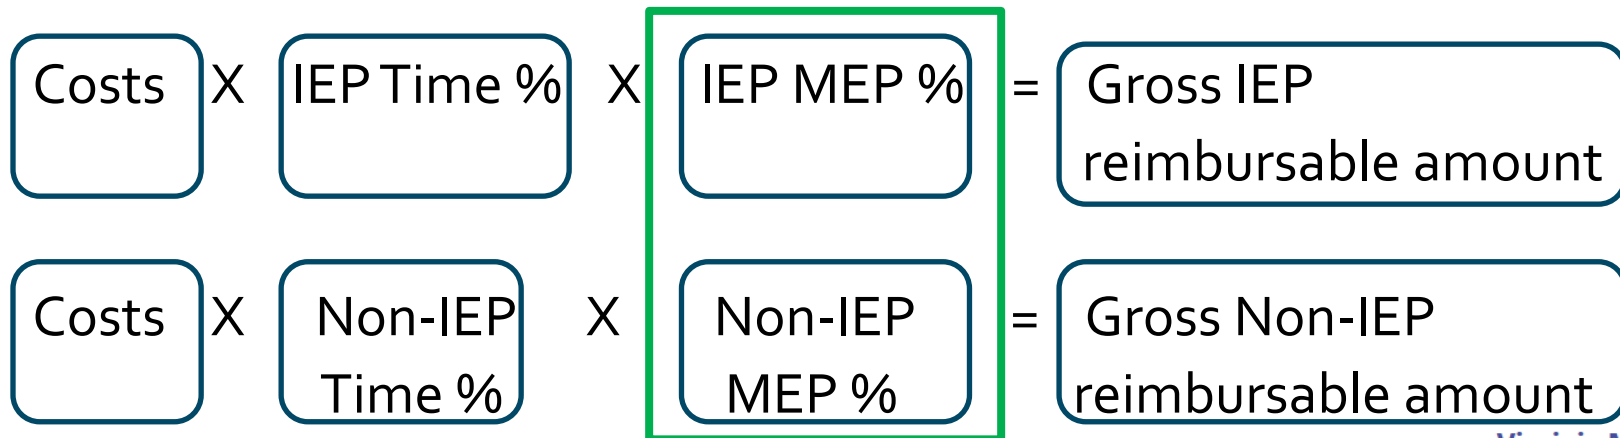 Costs X IEP Time % X IEP MEP % = Gross IEP
reimbursable amount
Costs X Non-IEP X Non-IEP = Gross Non-IEP
Time % MEP % reimbursable amount